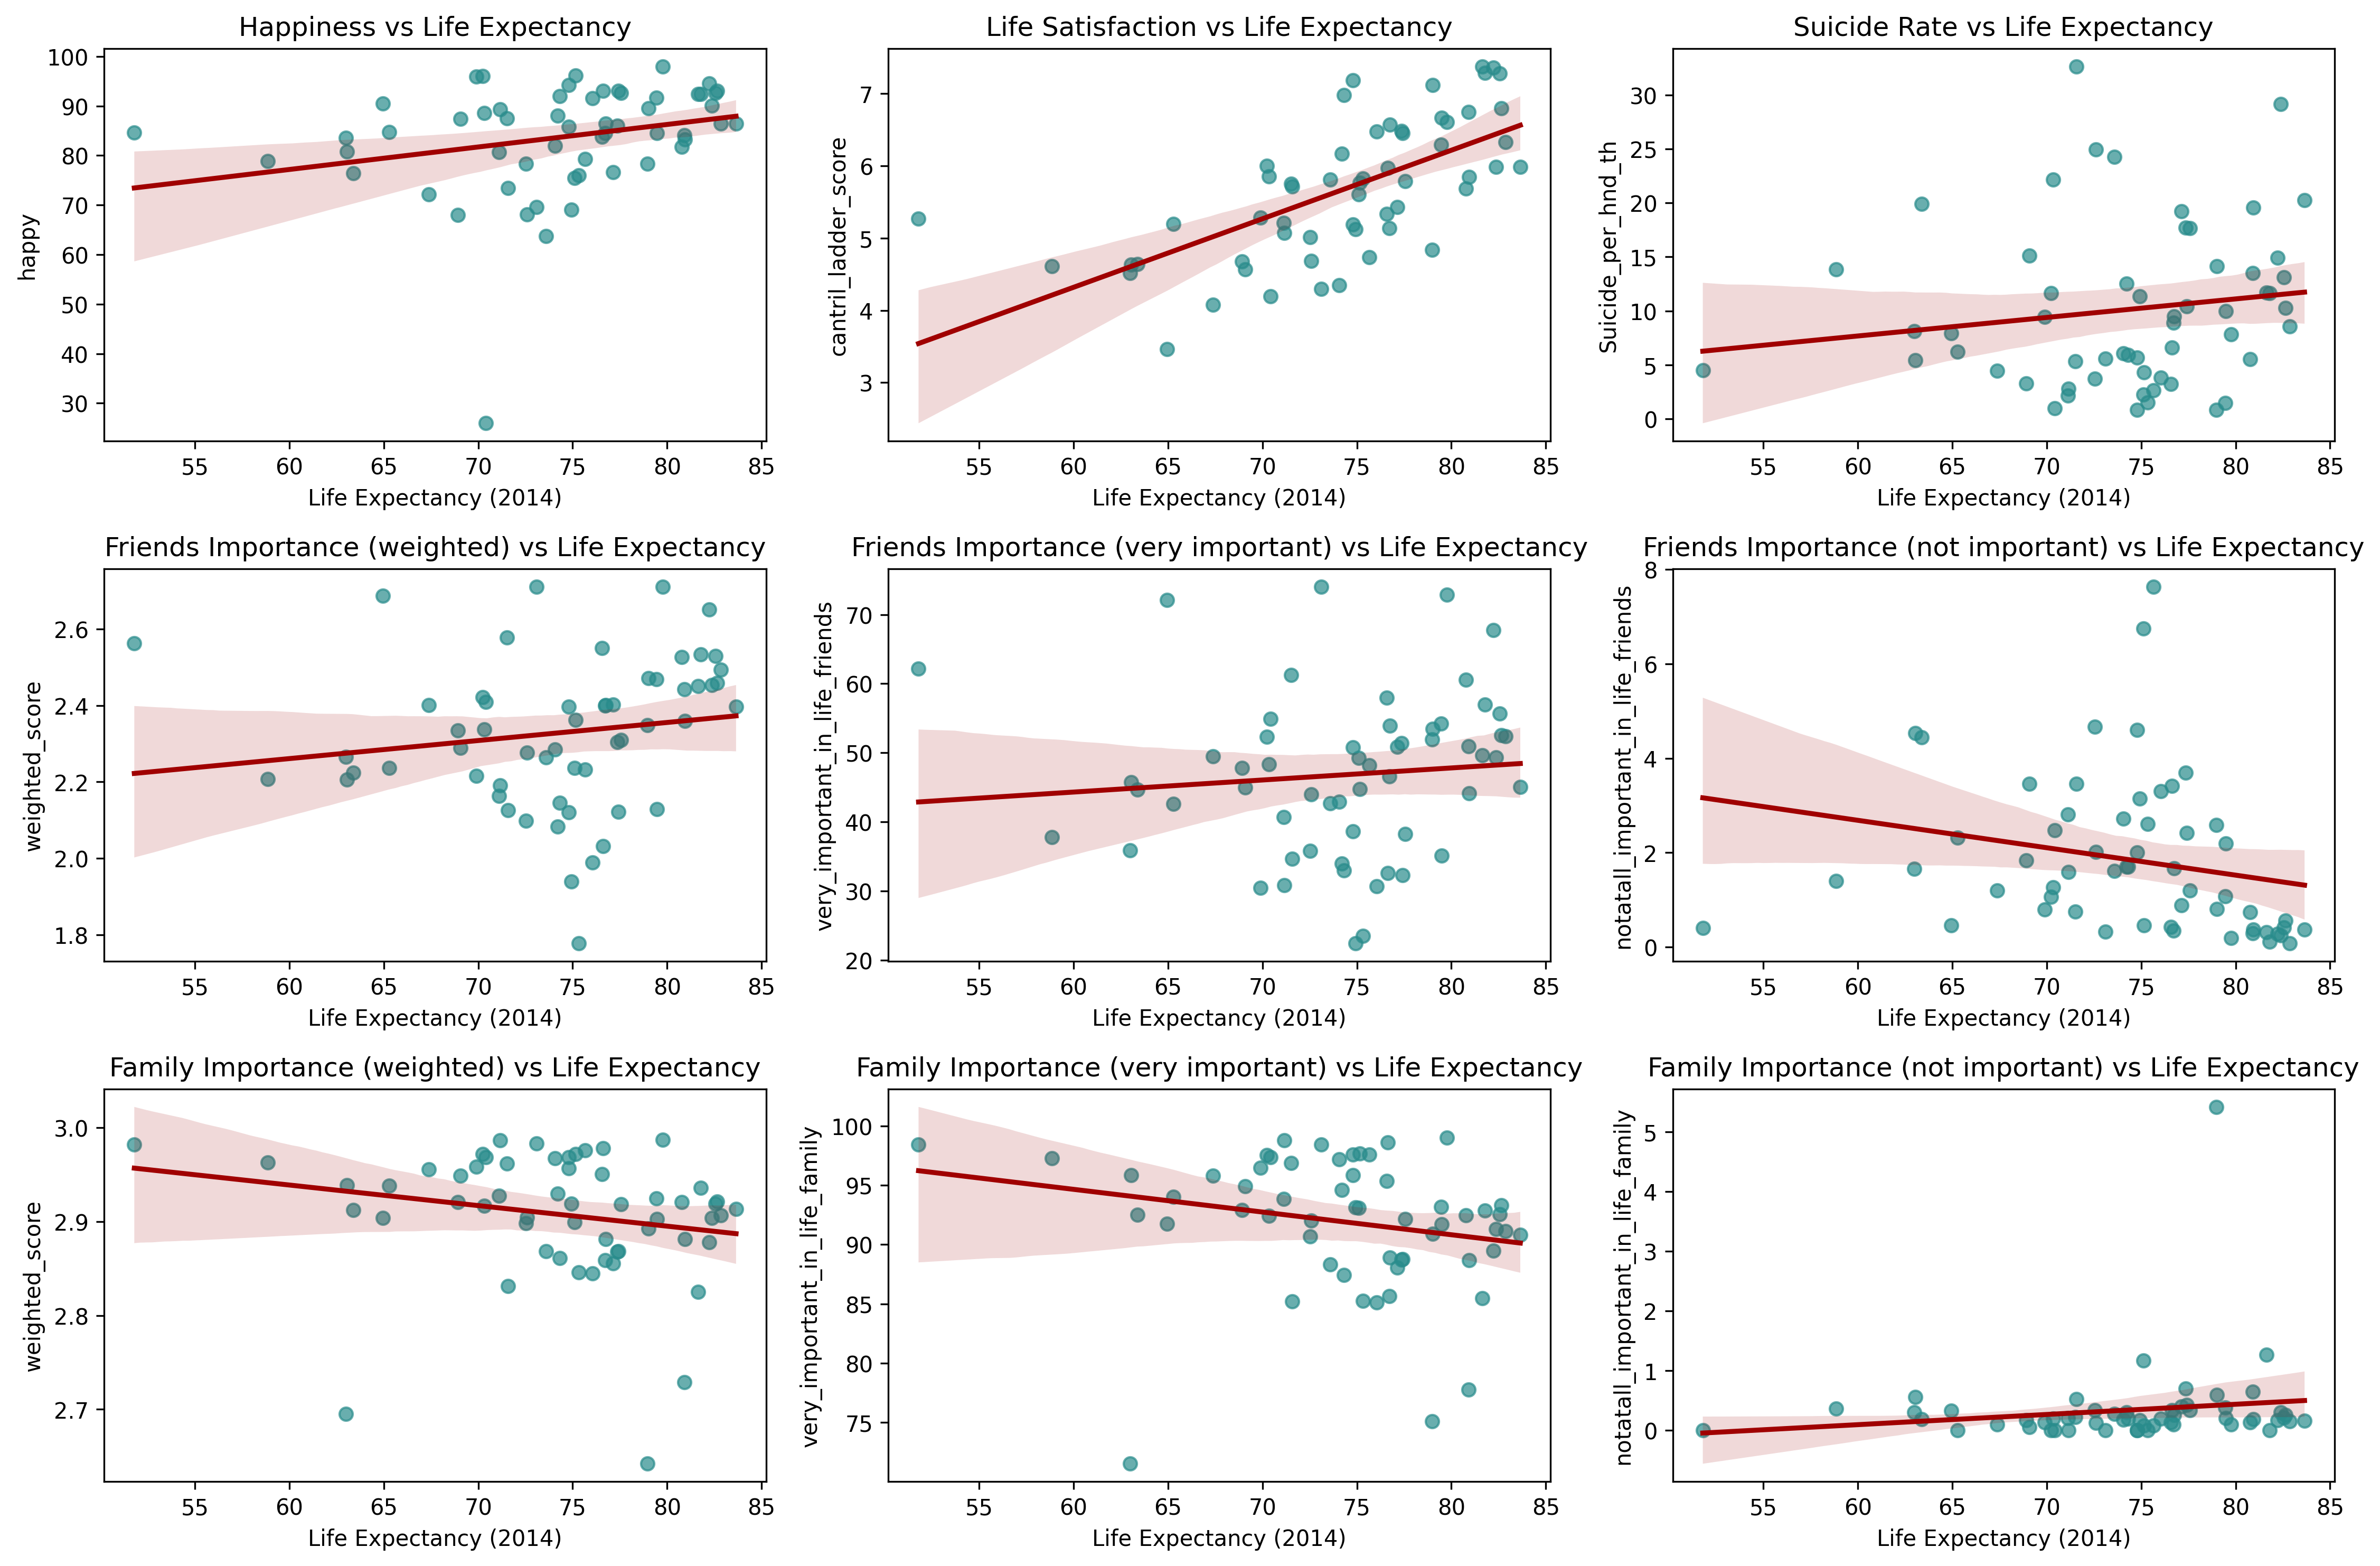 Happiness vs Life Expectancy
happy
100
90
80
70
60
50
40
30
55 60 65 70 75 80 85
Life Expectancy (2014)
Life Satisfaction vs Life Expectancy
cantril_ladder_score
7
6
5
4
3
55 60 65 70 75 80 85
Life Expectancy (2014)
Suicide Rate vs Life Expectancy
Suicide_per_hnd_th
30
25
20
15
10
5
0
55 60 65 70 75 80 85
Life Expectancy (2014)
Friends Importance (weighted) vs Life Expectancy
weighted_score
2.6
2.4
2.2
2.0
1.8
55 60 65 70 75 80 85
Life Expectancy (2014)
Friends Importance (very important) vs Life Expectancy
very_important_in_life_friends
70
60
50
40
30
20
55 60 65 70 75 80 85
Life Expectancy (2014)
Friends Importance (not important) vs Life Expectancy
notatall_important_in_life_friends
8
6
4
2
0
55 60 65 70 75 80 85
Life Expectancy (2014)
Family Importance (weighted) vs Life Expectancy
weighted_score
3.0
2.9
2.8
2.7
55 60 65 70 75 80 85
Life Expectancy (2014)
Family Importance (very important) vs Life Expectancy
very_important_in_life_family
100
95
90
85
80
75
55 60 65 70 75 80 85
Life Expectancy (2014)
Family Importance (not important) vs Life Expectancy
notatall_important_in_life_family
5
4
3
2
1
0
55 60 65 70 75 80 85
Life Expectancy (2014)